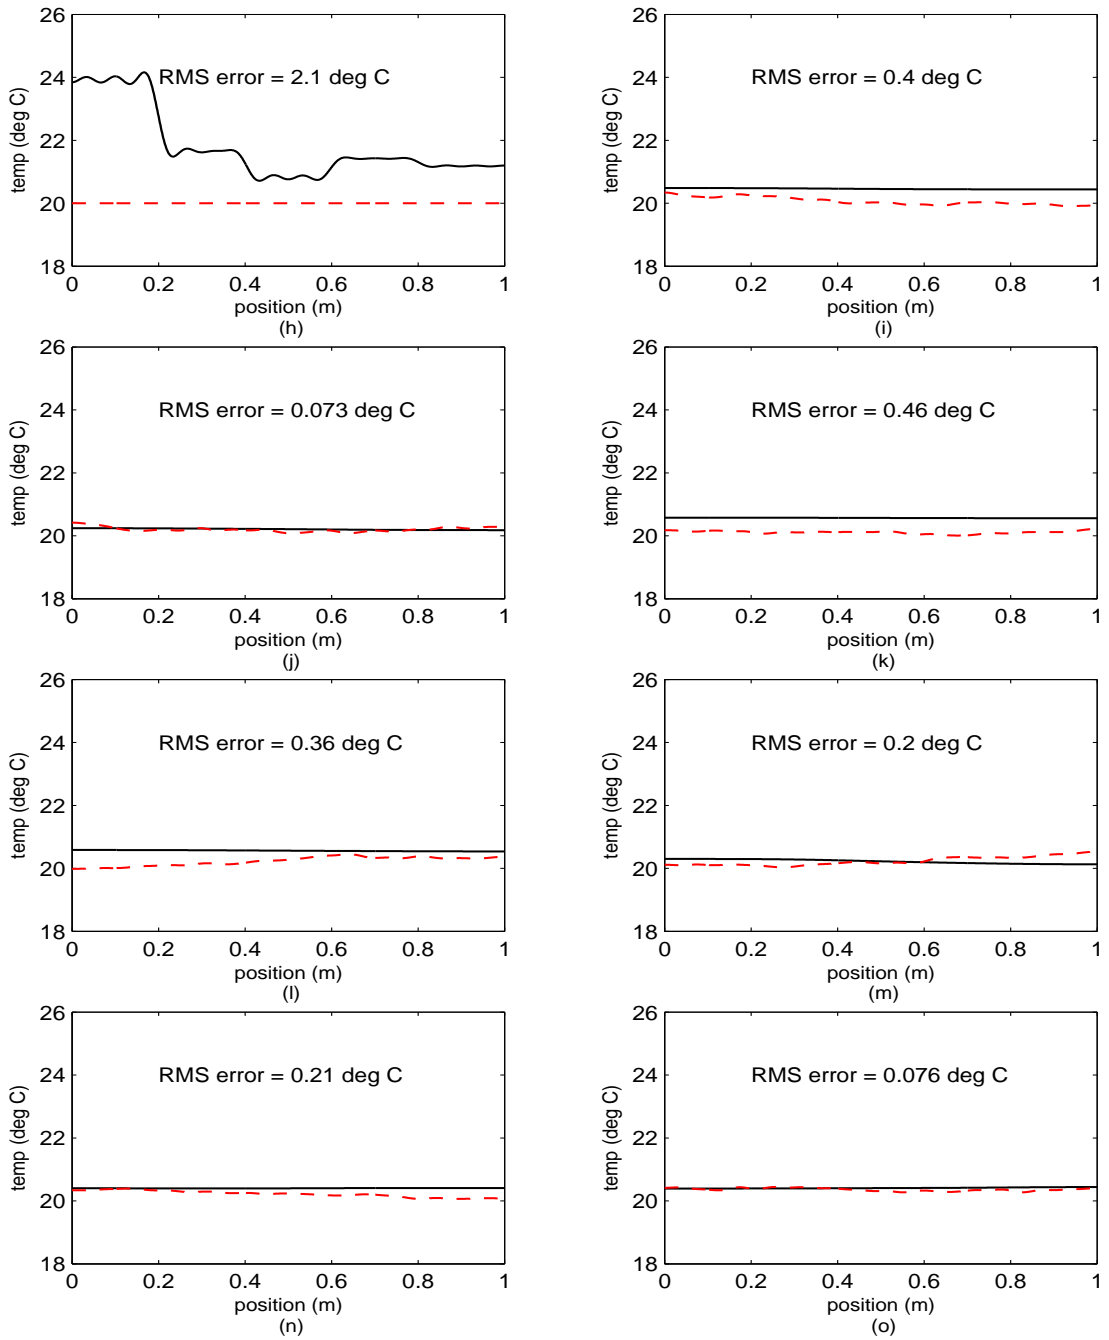 26
24
22
20
18
temp (deg C)
RMS error = 2.1 deg C
0 0.2 0.4 0.6 0.8 1
position (m)
(h)
26
24
22
20
18
temp (deg C)
RMS error = 0.4 deg C
0 0.2 0.4 0.6 0.8 1
position (m)
(i)
26
24
22
20
18
temp (deg C)
RMS error = 0.073 deg C
0 0.2 0.4 0.6 0.8 1
position (m)
(j)
26
24
22
20
18
temp (deg C)
RMS error = 0.46 deg C
0 0.2 0.4 0.6 0.8 1
position (m)
(k)
26
24
22
20
18
temp (deg C)
RMS error = 0.36 deg C
0 0.2 0.4 0.6 0.8 1
position (m)
(l)
26
24
22
20
18
temp (deg C)
RMS error = 0.2 deg C
0 0.2 0.4 0.6 0.8 1
position (m)
(m)
26
24
22
20
18
temp (deg C)
RMS error = 0.21 deg C
0 0.2 0.4 0.6 0.8 1
position (m)
(n)
26
24
22
20
18
temp (deg C)
RMS error = 0.076 deg C
0 0.2 0.4 0.6 0.8 1
position (m)
(o)